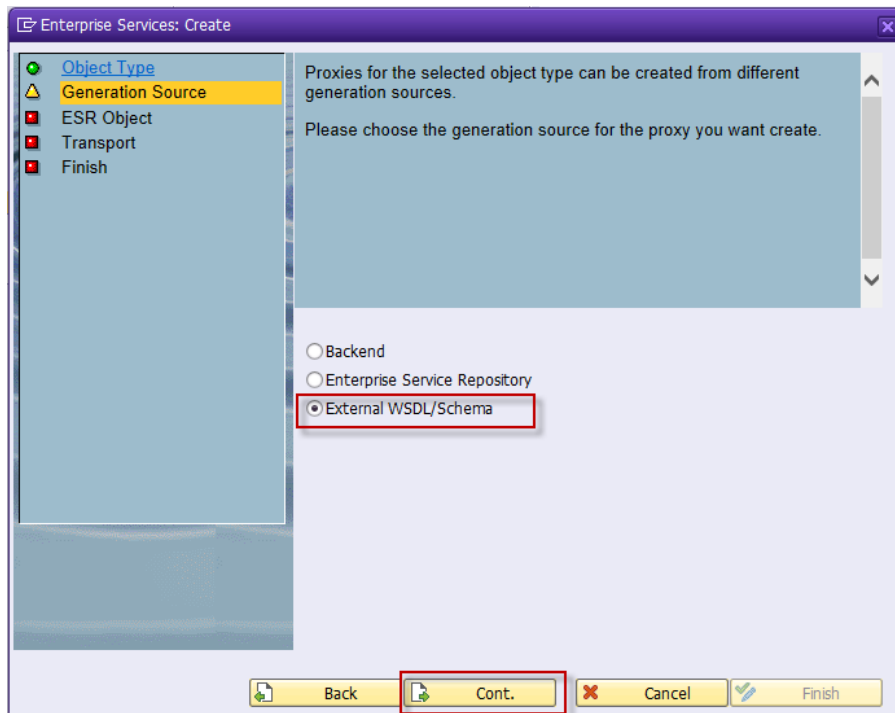 Enterprise Services: Create
Object Type
Generation Source
ESR Object
Transport
Finish
Proxies for the selected object type can be created from different
generation sources.
Please choose the generation source for the proxy you want create.
Backend
Enterprise Service Repository
External WSDL/Schema
Back Cont. Cancel Finish